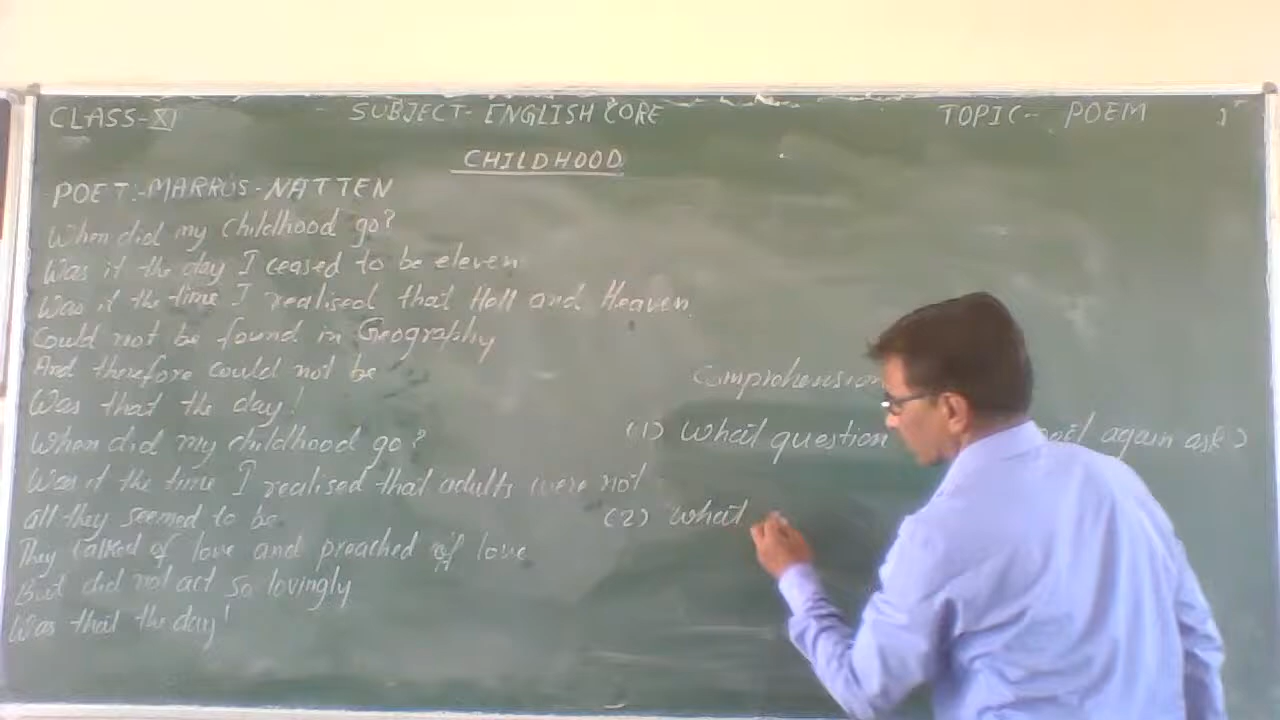 CLASS-XI SUBJECT-ENGLISH CORE TOPIC- POEM
CHILDHOOD
POET:-MARRUS-NATTEN
When did my childhood go?
Was it the day I ceased to be eleven
Was it the time I realised that Hell and Heaven.
Could not be found in Geography
And therefore could not be
Was that the day!
When did my childhood go?
Was it the time I realised that adults were not
all they seemed to be
They talked of love and preached of love
But did not act so lovingly
Was that the day!
Comprehension
(1) What question poet again ask?
(2) What